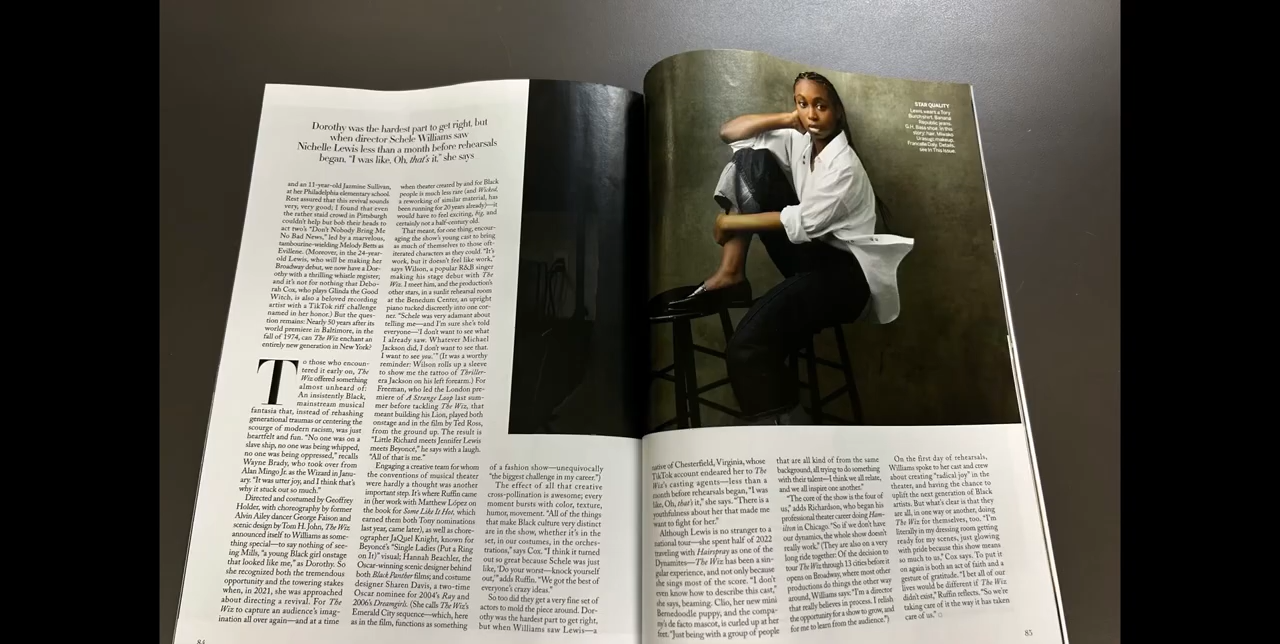 Dorothy was the hardest part to get right, but
when director Schele Williams saw
Nichelle Lewis less than a month before rehearsals
began, "I was like, Oh, that's it," she says
and an 11-year-old Jazmine Sullivan,
at her Philadelphia elementary school.
Rest assured that this revival sounds
very, very good; I found that even
the rather staid crowd in Pittsburgh
couldn't help but bob their heads to
act two's "Don't Nobody Bring Me
No Bad News," led by a marvelous,
tambourine-wielding Melody Betts as
Evillene. (Moreover, in the 24-year-
old Lewis, who will be making her
Broadway debut, we now have a Dor-
othy with a thrilling whistle register;
and it's not for nothing that Debo-
rah Cox, who plays Glinda the Good
Witch, is also a beloved recording
artist with a TikTok riff challenge
named in her honor.) But the ques-
tion remains: Nearly 50 years after its
world premiere in Baltimore, in the
fall of 1974, can The Wiz enchant an
entirely new generation in New York?
To those who encoun-
tered it early on, The
Wiz offered something
almost unheard of:
An insistently Black,
mainstream musical
fantasia that, instead of rehashing
generational traumas or centering the
scourge of modern racism, was just
heartfelt and fun. "No one was on a
slave ship, no one was being whipped,
no one was being oppressed," recalls
Wayne Brady, who took over from
Alan Mingo Jr. as the Wizard in Janu-
ary. "It was utter joy, and I think that's
why it stuck out so much."
Directed and costumed by Geoffrey
Holder, with choreography by former
Alvin Ailey dancer George Faison and
scenic design by Tom H. John, The Wiz
announced itself to Williams as some-
thing special—to say nothing of see-
ing Mills, "a young Black girl onstage
that looked like me," as Dorothy. So
she recognized both the tremendous
opportunity and the towering stakes
when, in 2021, she was approached
about directing a revival. For The
Wiz to capture an audience's imag-
ination all over again—and at a time
when theater created by and for Black
people is much less rare (and Wicked,
a reworking of similar material, has
been running for 20 years already)—it
would have to feel exciting, big, and
certainly not a half-century old.
That meant, for one thing, encour-
aging the show's young cast to bring
as much of themselves to those oft-
iterated characters as they could. "It's
work, but it doesn't feel like work,"
says Wilson, a popular R&B singer
making his stage debut with The
Wiz. I meet him, and the production's
other stars, in a sunlit rehearsal room
at the Benedum Center, an upright
piano tucked discreetly into one cor-
ner. "Schele was very adamant about
telling me—and I'm sure she's told
everyone—'I don't want to see what
I already saw. Whatever Michael
Jackson did, I don't want to see that.
I want to see you.'" (It was a worthy
reminder: Wilson rolls up a sleeve
to show me the tattoo of Thriller-
era Jackson on his left forearm.) For
Freeman, who led the London pre-
miere of A Strange Loop last sum-
mer before tackling The Wiz, that
meant building his Lion, played both
onstage and in the film by Ted Ross,
from the ground up. The result is
"Little Richard meets Jennifer Lewis
meets Beyoncé," he says with a laugh.
"All of that is me."
Engaging a creative team for whom
the conventions of musical theater
were hardly a thought was another
important step. It's where Ruffin came
in (her work with Matthew López on
the book for Some Like It Hot, which
earned them both Tony nominations
last year, came later), as well as chore-
ographer JaQuel Knight, known for
Beyoncé's "Single Ladies (Put a Ring
on It)" visual; Hannah Beachler, the
Oscar-winning scenic designer behind
both Black Panther films; and costume
designer Sharen Davis, a two-time
Oscar nominee for 2004's Ray and
2006's Dreamgirls. (She calls The Wiz's
Emerald City sequence—which, here
as in the film, functions as something
of a fashion show—unequivocally
"the biggest challenge in my career.")
The effect of all that creative
cross-pollination is awesome; every
moment bursts with color, texture,
humor, movement. "All of the things
that make Black culture very distinct
are in the show, whether it's in the
set, in our costumes, in the orches-
trations," says Cox. "I think it turned
out so great because Schele was just
like, 'Do your worst—knock yourself
out,'" adds Ruffin. "We got the best of
everyone's crazy ideas."
So too did they get a very fine set of
actors to mold the piece around. Dor-
othy was the hardest part to get right,
but when Williams saw Lewis—a
84
STAR QUALITY
Lewis wears a Tory
Burch shirt. Banana
Republic jeans.
G.H. Bass shoe. In this
story: hair,
makeup,
Details,
see In This Issue.
native of Chesterfield, Virginia, whose
TikTok account endeared her to The
Wiz's casting agents—less than a
month before rehearsals began, "I was
like, Oh, that's it," she says. "There is a
youthfulness about her that made me
want to fight for her."
Although Lewis is no stranger to a
national tour—she spent half of 2022
traveling with Hairspray as one of the
Dynamites—The Wiz has been a sin-
gular experience, and not only because
she sings most of the score. "I don't
even know how to describe this cast,"
she says, beaming. Clio, her new mini
Bernedoodle puppy, and the compa-
ny's de facto mascot, is curled up at her
feet. "Just being with a group of people
that are all kind of from the same
background, all trying to do something
with their talent—I think we all relate,
and we all inspire one another."
"The core of the show is the four of
us," adds Richardson, who began his
professional theater career doing Ham-
ilton in Chicago. "So if we don't have
our dynamics, the whole show doesn't
really work." (They are also on a very
long ride together. Of the decision to
tour The Wiz through 13 cities before it
opens on Broadway, where most other
productions do things the other way
around, Williams says: "I'm a director
that really believes in process. I relish
the opportunity for a show to grow, and
for me to learn from the audience.")
On the first day of rehearsals,
Williams spoke to her cast and crew
about creating "radical joy" in the
theater, and having the chance to
uplift the next generation of Black
artists. But what's clear is that they
are all, in one way or another, doing
The Wiz for themselves, too. "I'm
literally in my dressing room getting
ready for my scenes, just glowing
with pride because this show means
so much to us," Cox says. To put it
on again is both an act of faith and a
gesture of gratitude. "I bet all of our
lives would be different if The Wiz
didn't exist," Ruffin reflects. "So we're
taking care of it the way it has taken
care of us."
85